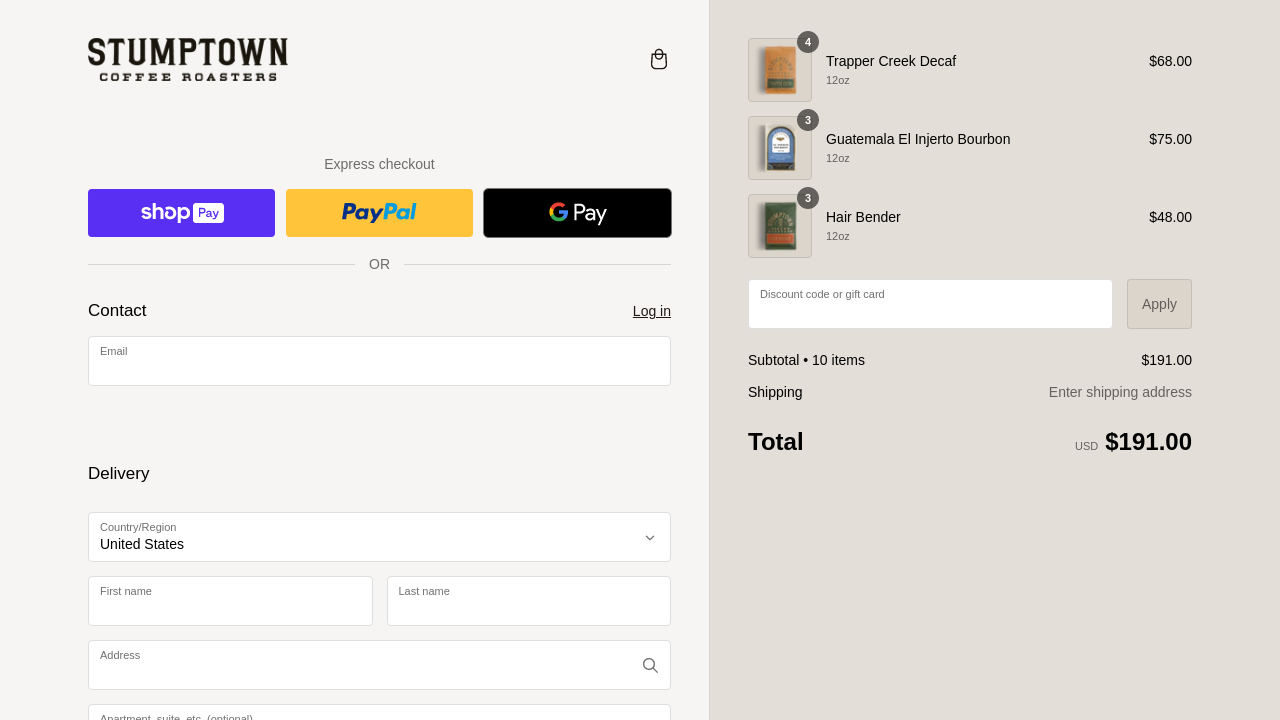 STUMPTOWN
COFFEE ROASTERS
Express checkout
shop Pay
PayPal
G Pay
OR
Contact
Log in
Email
Delivery
Country/Region
United States
First name
Last name
Address
Apartment, suite, etc. (optional)
4
Trapper Creek Decaf
$68.00
12oz
3
Guatemala El Injerto Bourbon
$75.00
12oz
3
Hair Bender
$48.00
12oz
Discount code or gift card
Apply
Subtotal • 10 items
$191.00
Shipping
Enter shipping address
Total
USD $191.00